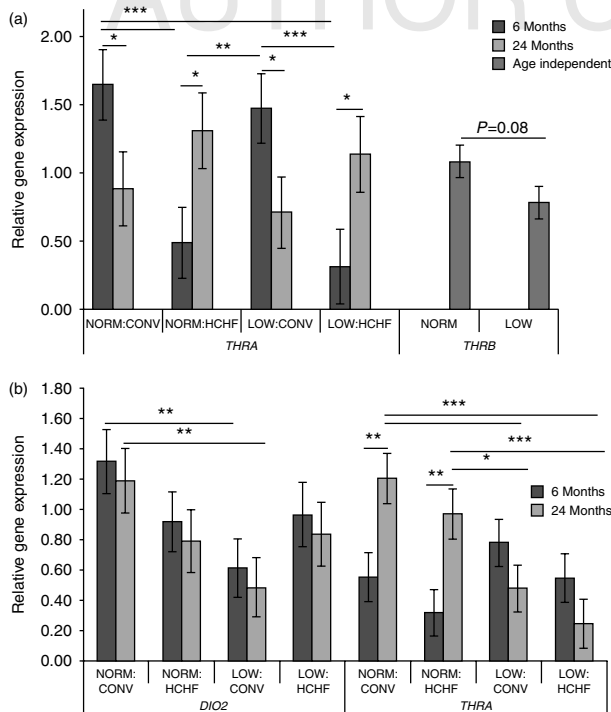 AUTHOR C
(a)
***
*
**
***
*
*
*
P=0.08
6 Months
24 Months
Age independent
Relative gene expression
2.00
1.50
1.00
0.50
0.00
NORM:CONV NORM:HCHF LOW:CONV LOW:HCHF NORM LOW
THRA THRB
(b)
Relative gene expression
1.80
1.60
1.40
1.20
1.00
0.80
0.60
0.40
0.20
0.00
**
**
**
***
**
***
*
6 Months
24 Months
NORM: NORM: LOW: LOW: NORM: NORM: LOW: LOW:
CONV HCHF CONV HCHF CONV HCHF CONV HCHF
DIO2 THRA